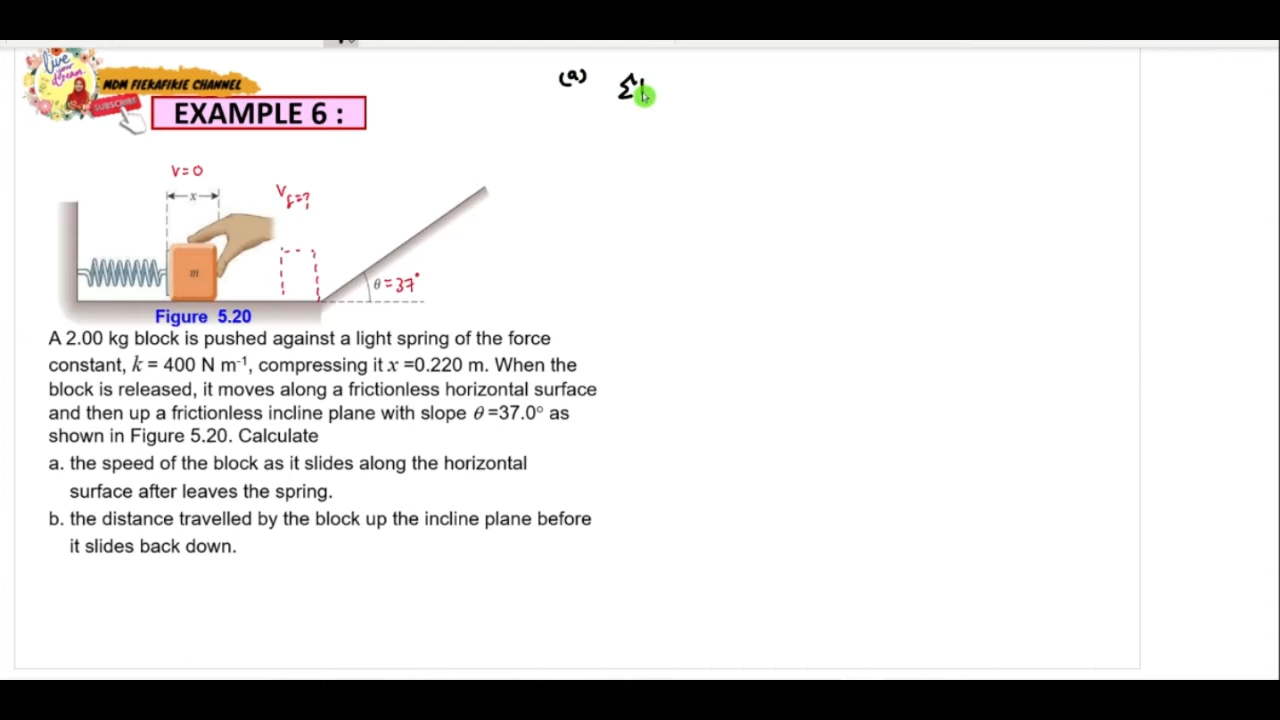 live your dream
MDM FIEKAFIKIE CHANNEL
SUBSCRIBE
EXAMPLE 6 :
(a) Σ
V=0
x
V f=?
m
θ =37°
Figure 5.20
A 2.00 kg block is pushed against a light spring of the force
constant, k = 400 N m⁻¹, compressing it x =0.220 m. When the
block is released, it moves along a frictionless horizontal surface
and then up a frictionless incline plane with slope θ =37.0° as
shown in Figure 5.20. Calculate
a. the speed of the block as it slides along the horizontal
surface after leaves the spring.
b. the distance travelled by the block up the incline plane before
it slides back down.